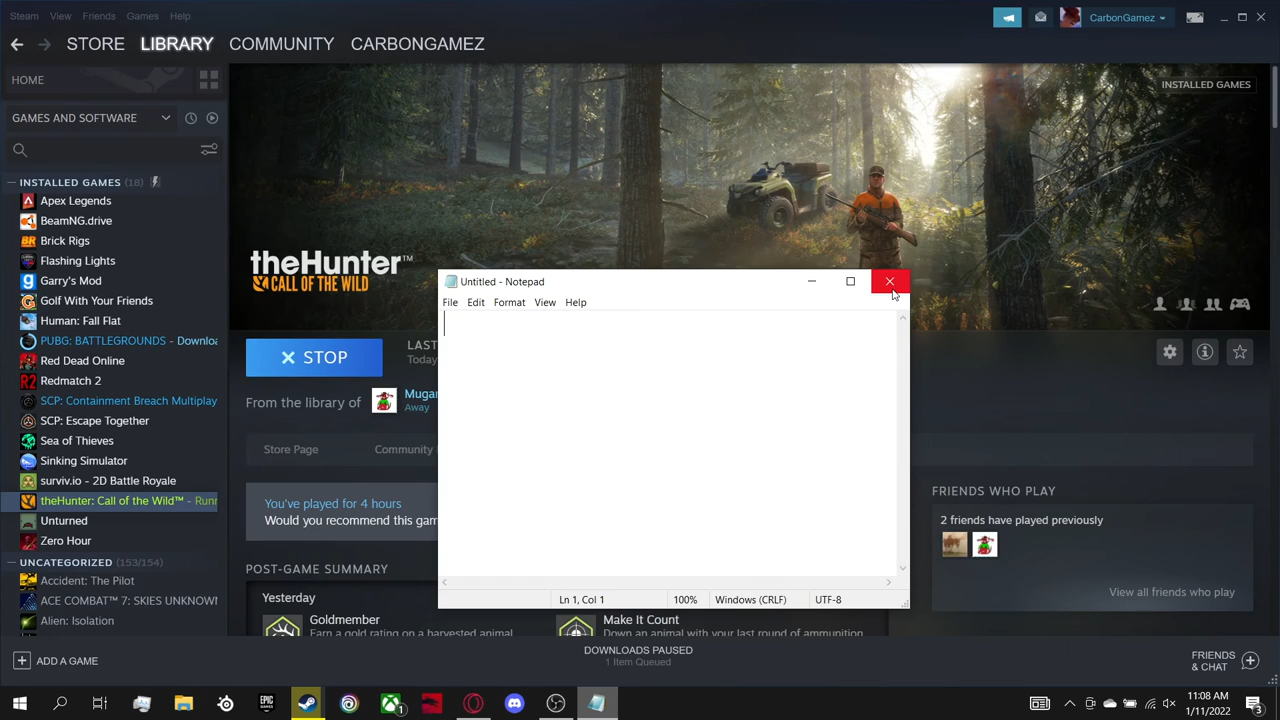 Steam View Friends Games Help
CarbonGamez
STORE LIBRARY COMMUNITY CARBONGAMEZ
HOME
INSTALLED GAMES
GAMES AND SOFTWARE
INSTALLED GAMES (18)
Apex Legends
BeamNG.drive
Brick Rigs
Flashing Lights
Garry's Mod
Golf With Your Friends
Human: Fall Flat
PUBG: BATTLEGROUNDS - Downloa
Red Dead Online
Redmatch 2
SCP: Containment Breach Multiplay
SCP: Escape Together
Sea of Thieves
Sinking Simulator
surviv.io - 2D Battle Royale
theHunter: Call of the Wild™ - Runn
Unturned
Zero Hour
UNCATEGORIZED (153/154)
Accident: The Pilot
ACE COMBAT™ 7: SKIES UNKNOWN
Alien: Isolation
theHunter™
CALL OF THE WILD™
STOP
LAST
Today
From the library of
Mugar
Away
Store Page
Community
You've played for 4 hours
Would you recommend this gam
POST-GAME SUMMARY
Yesterday
Goldmember
Earn a gold rating on a harvested animal
Make It Count
Down an animal with your last round of ammunition
Untitled - Notepad
File Edit Format View Help
Ln 1, Col 1 100% Windows (CRLF) UTF-8
FRIENDS WHO PLAY
2 friends have played previously
View all friends who play
ADD A GAME
DOWNLOADS PAUSED
1 Item Queued
FRIENDS
& CHAT
EPIC
GAMES
1
11:08 AM
1/11/2022
3